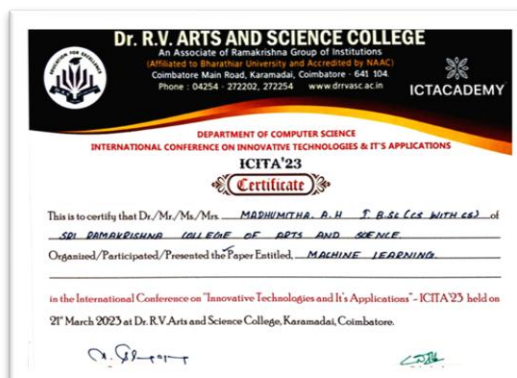 Dr. R.V. ARTS AND SCIENCE COLLEGE
An Associate of Ramakrishna Group of Institutions
(Affiliated to Bharathiar University and Accredited by NAAC)
Coimbatore Main Road, Karamadai, Coimbatore - 641 104.
Phone : 04254 - 272202, 272254 www.drrvasc.ac.in
EDUCATION FOR EXCELLENCE
ICTACADEMY
DEPARTMENT OF COMPUTER SCIENCE
INTERNATIONAL CONFERENCE ON INNOVATIVE TECHNOLOGIES & IT'S APPLICATIONS
ICITA'23
Certificate
This is to certify that Dr./Mr./Ms./Mrs. MADHUMITHA. A.H I B.Sc (CS WITH CS) of
SRI RAMAKRISHNA COLLEGE OF ARTS AND SCIENCE.
Organized/Participated/Presented the Paper Entitled, MACHINE LEARNING.
in the International Conference on "Innovative Technologies and It's Applications" - ICITA'23 held on
21st March 2023 at Dr. R.V.Arts and Science College, Karamadai, Coimbatore.